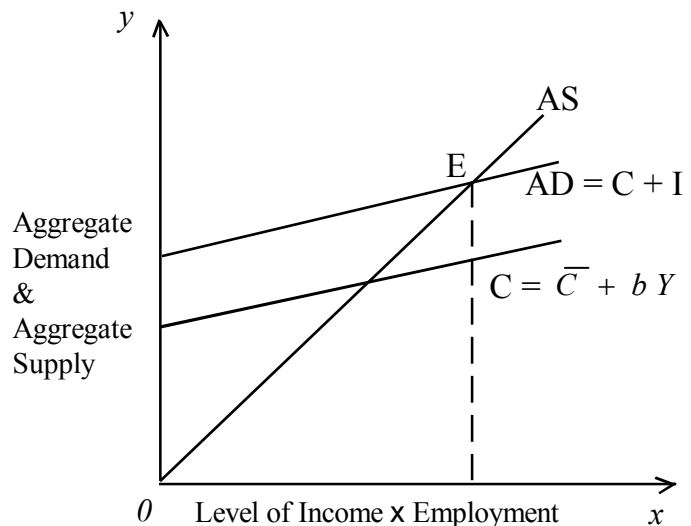 y
AS
E
AD = C + I
Aggregate
Demand
&
Aggregate
Supply
C = C̅ + b Y
0 Level of Income x Employment x